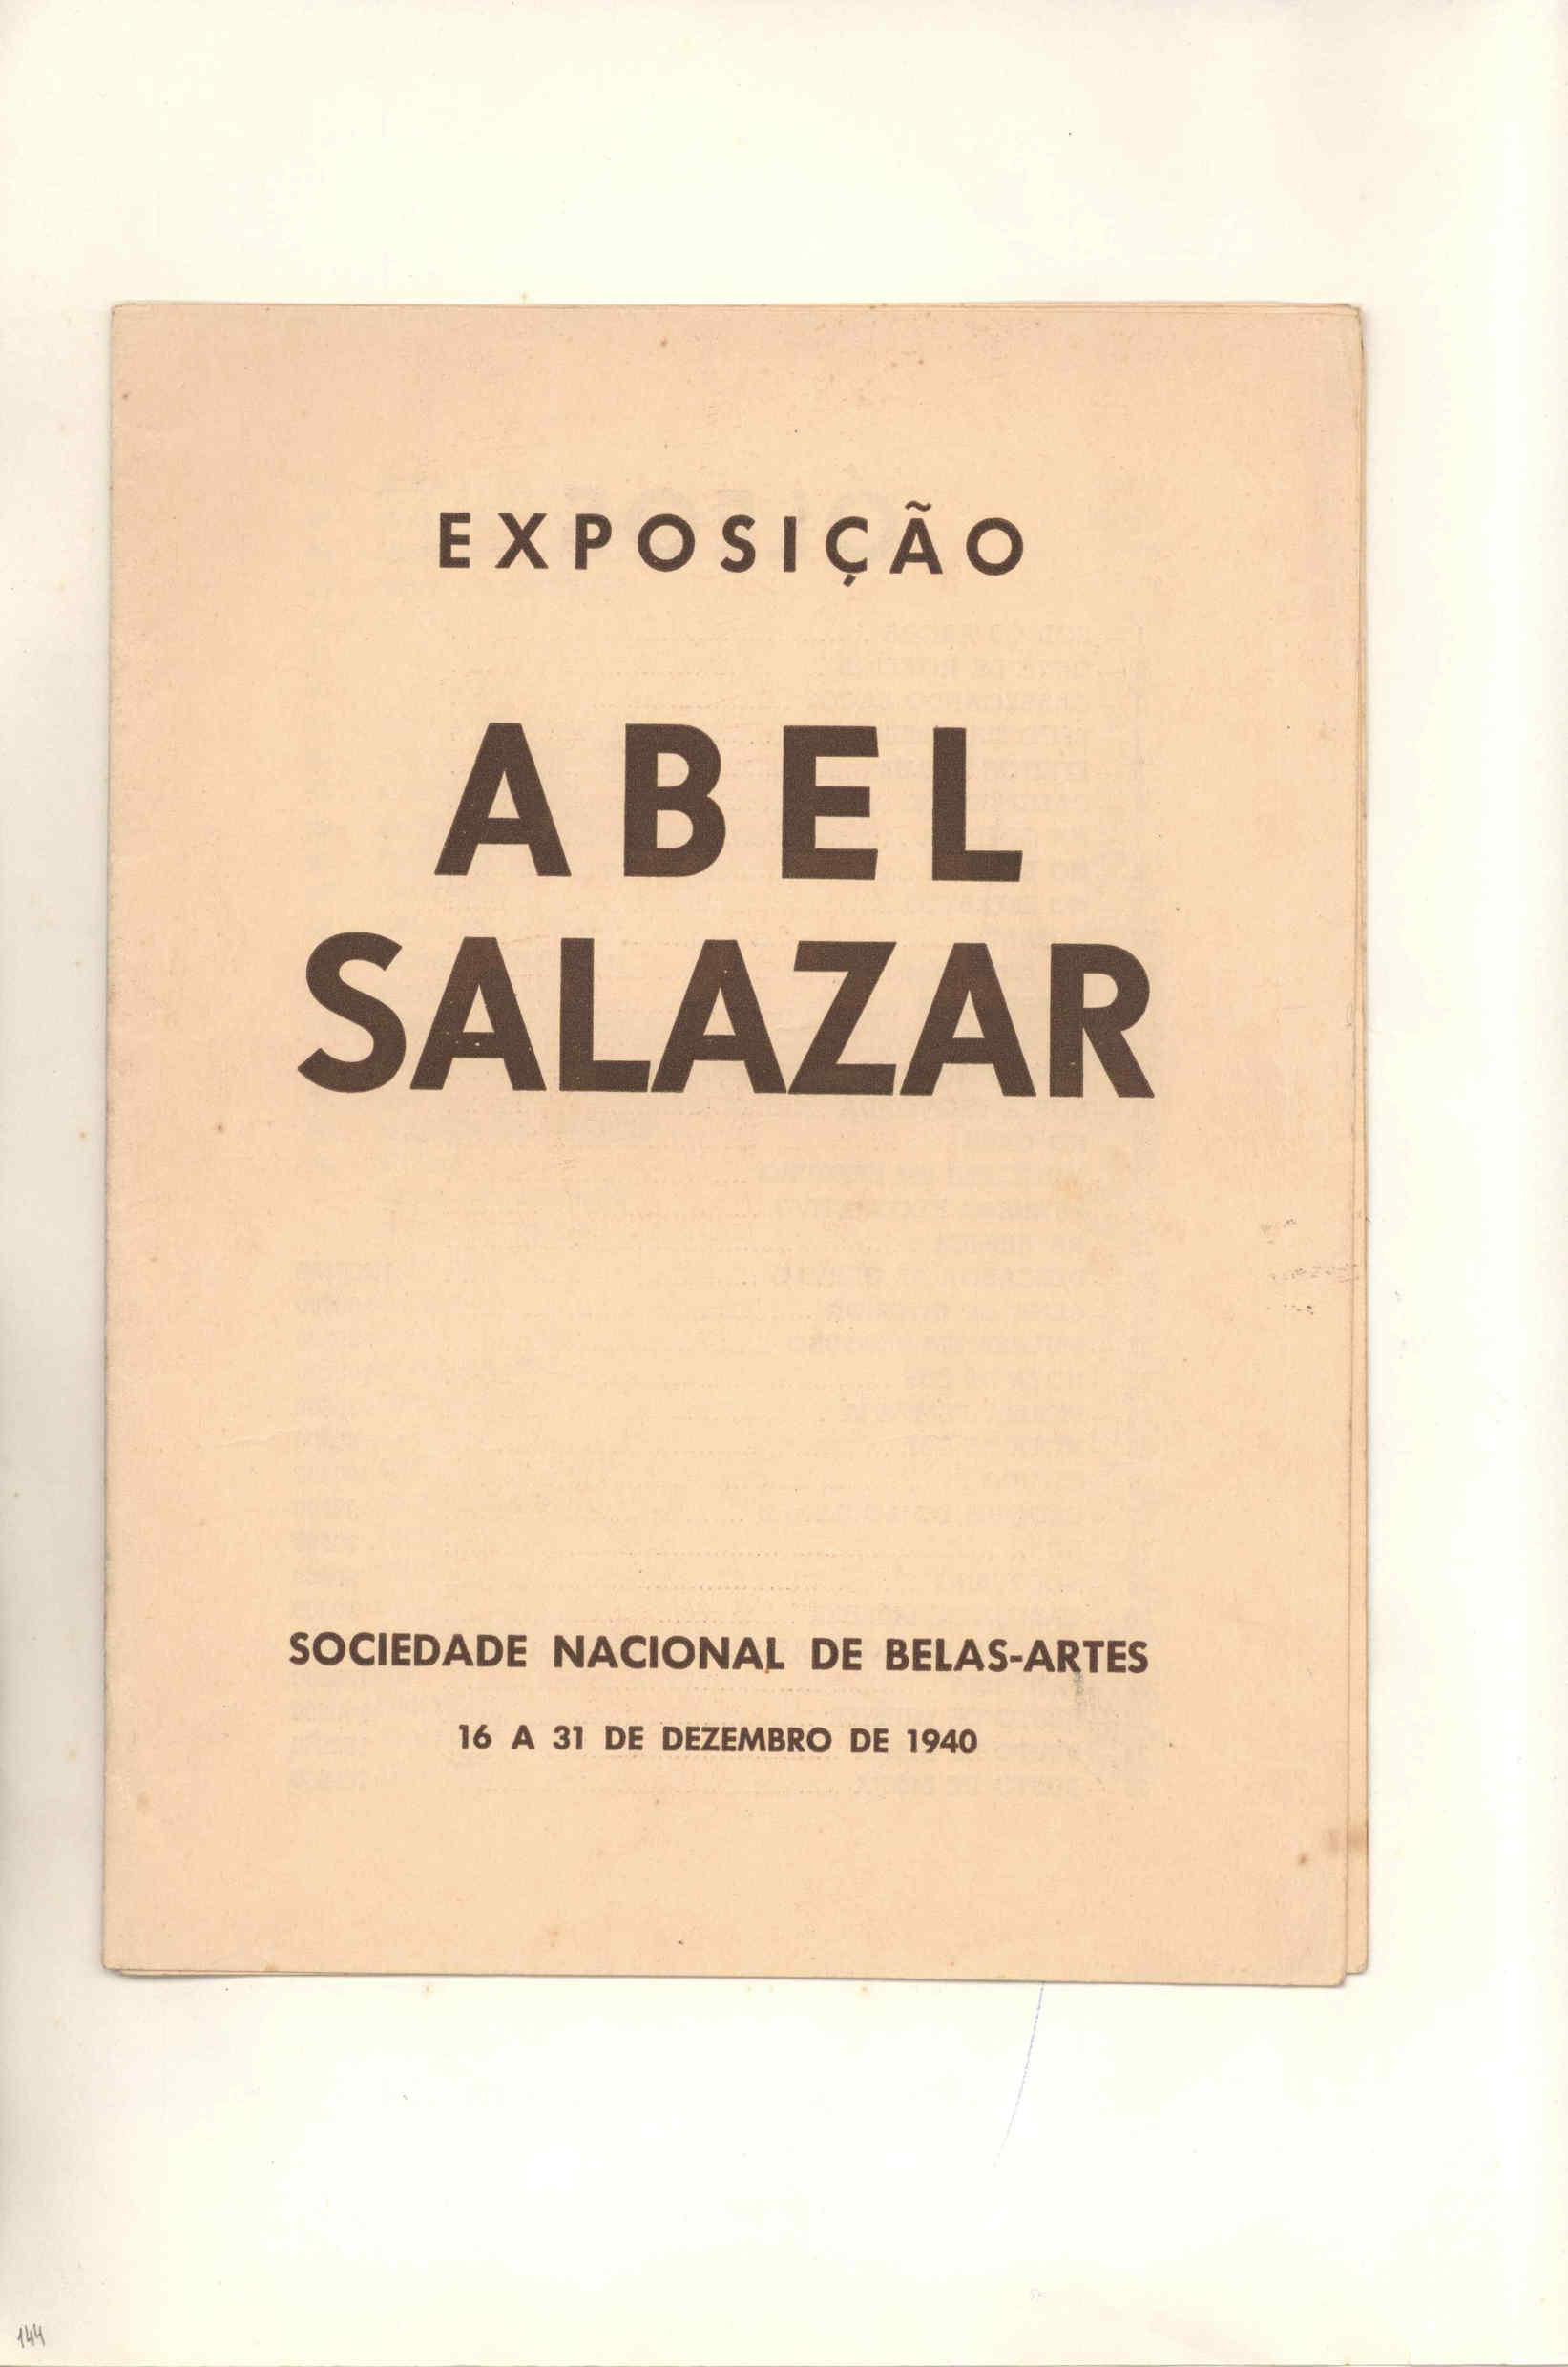 EXPOSIÇÃO
ABEL
SALAZAR
SOCIEDADE NACIONAL DE BELAS-ARTES
16 A 31 DE DEZEMBRO DE 1940
144